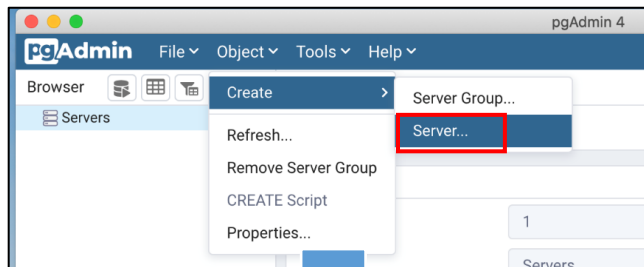 pgAdmin 4
pgAdmin File Object Tools Help
Browser
Servers
Create
Refresh...
Remove Server Group
CREATE Script
Properties...
Server Group...
Server...
1
Servers